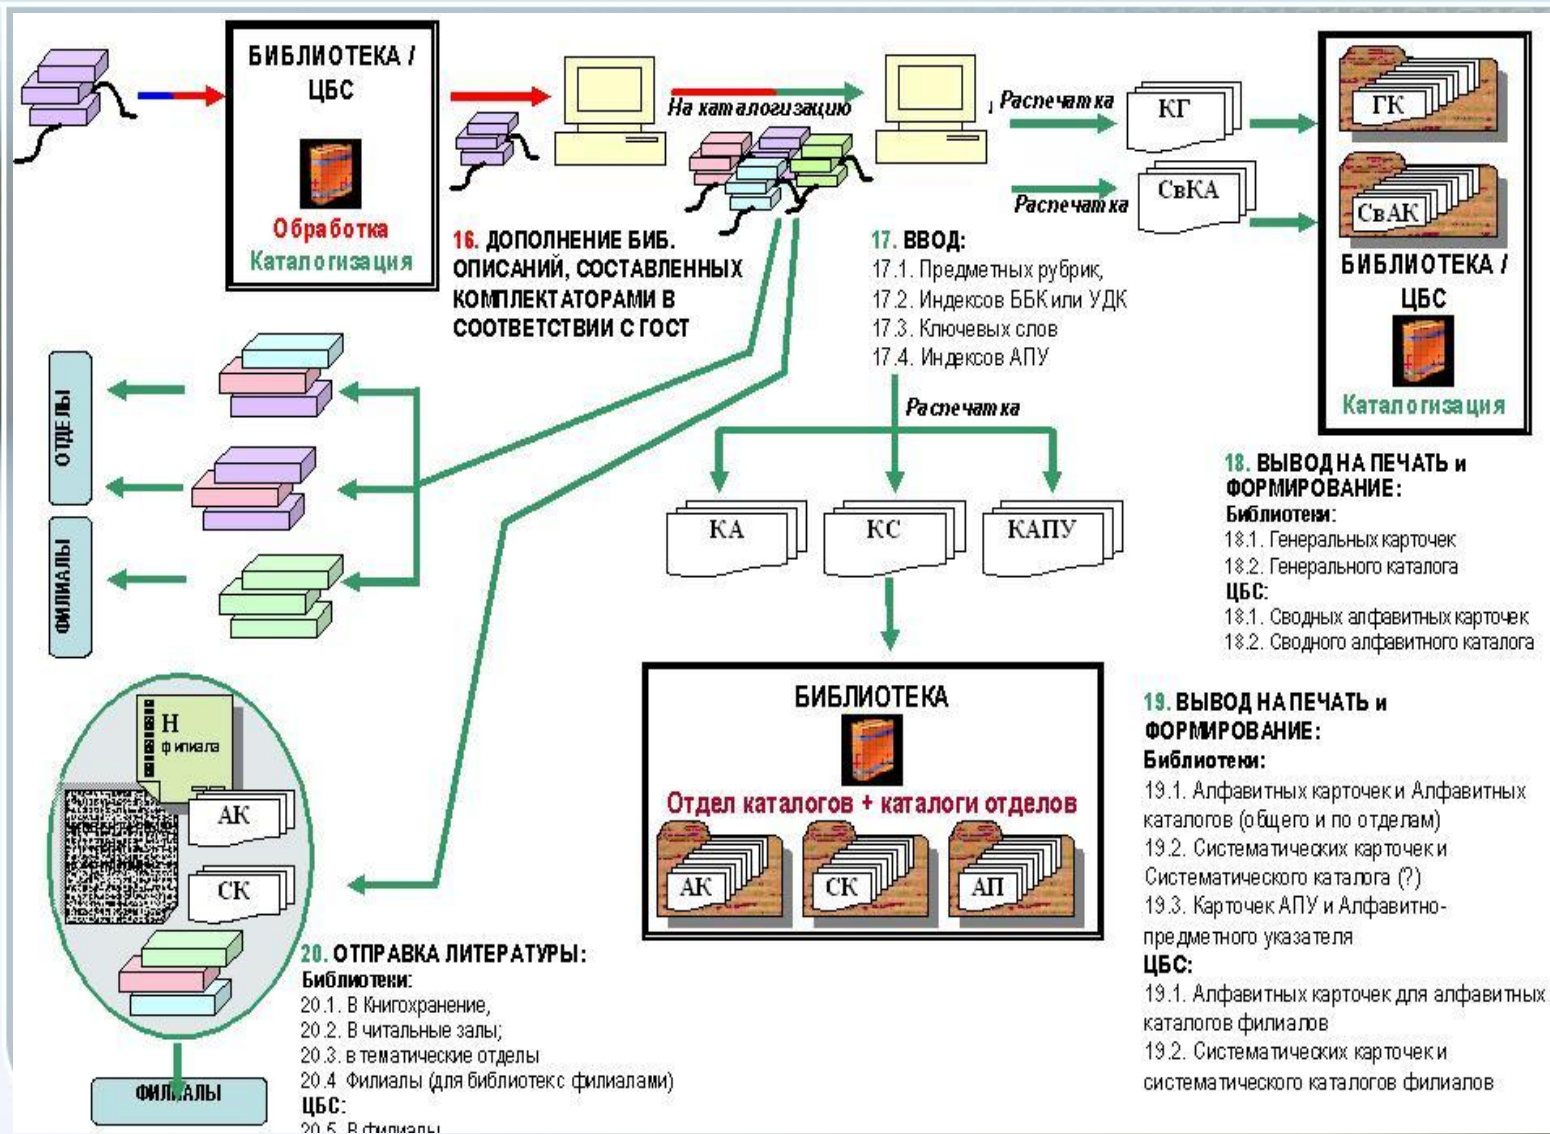 БИБЛИОТЕКА /
ЦБС
Обработка
Каталогизация
На каталогизацию
Распечатка
КГ
Распечатка
СвКА
ГК
СвАК
БИБЛИОТЕКА /
ЦБС
Каталогизация
16. ДОПОЛНЕНИЕ БИБ.
ОПИСАНИЙ, СОСТАВЛЕННЫХ
КОМПЛЕКТАТОРАМИ В
СООТВЕТСТВИИ С ГОСТ
17. ВВОД:
17.1. Предметных рубрик,
17.2. Индексов ББК или УДК
17.3. Ключевых слов
17.4. Индексов АПУ
Распечатка
КА
КС
КАПУ
ОТДЕЛЫ
ФИЛИАЛЫ
18. ВЫВОД НА ПЕЧАТЬ и
ФОРМИРОВАНИЕ:
Библиотеки:
18.1. Генеральных карточек
18.2. Генерального каталога
ЦБС:
18.1. Сводных алфавитных карточек
18.2. Сводного алфавитного каталога
БИБЛИОТЕКА
Отдел каталогов + каталоги отделов
АК
СК
АП
19. ВЫВОД НА ПЕЧАТЬ и
ФОРМИРОВАНИЕ:
Библиотеки:
19.1. Алфавитных карточек и Алфавитных
каталогов (общего и по отделам)
19.2. Систематических карточек и
Систематического каталога (?)
19.3. Карточек АПУ и Алфавитно-
предметного указателя
ЦБС:
19.1. Алфавитных карточек для алфавитных
каталогов филиалов
19.2. Систематических карточек и
систематического каталогов филиалов
Н
филиала
АК
СК
ФИЛИАЛЫ
20. ОТПРАВКА ЛИТЕРАТУРЫ:
Библиотеки:
20.1. В Книгохранение,
20.2. В читальные залы;
20.3. в тематические отделы
20.4 Филиалы (для библиотек с филиалами)
ЦБС:
20.5. В филиалы